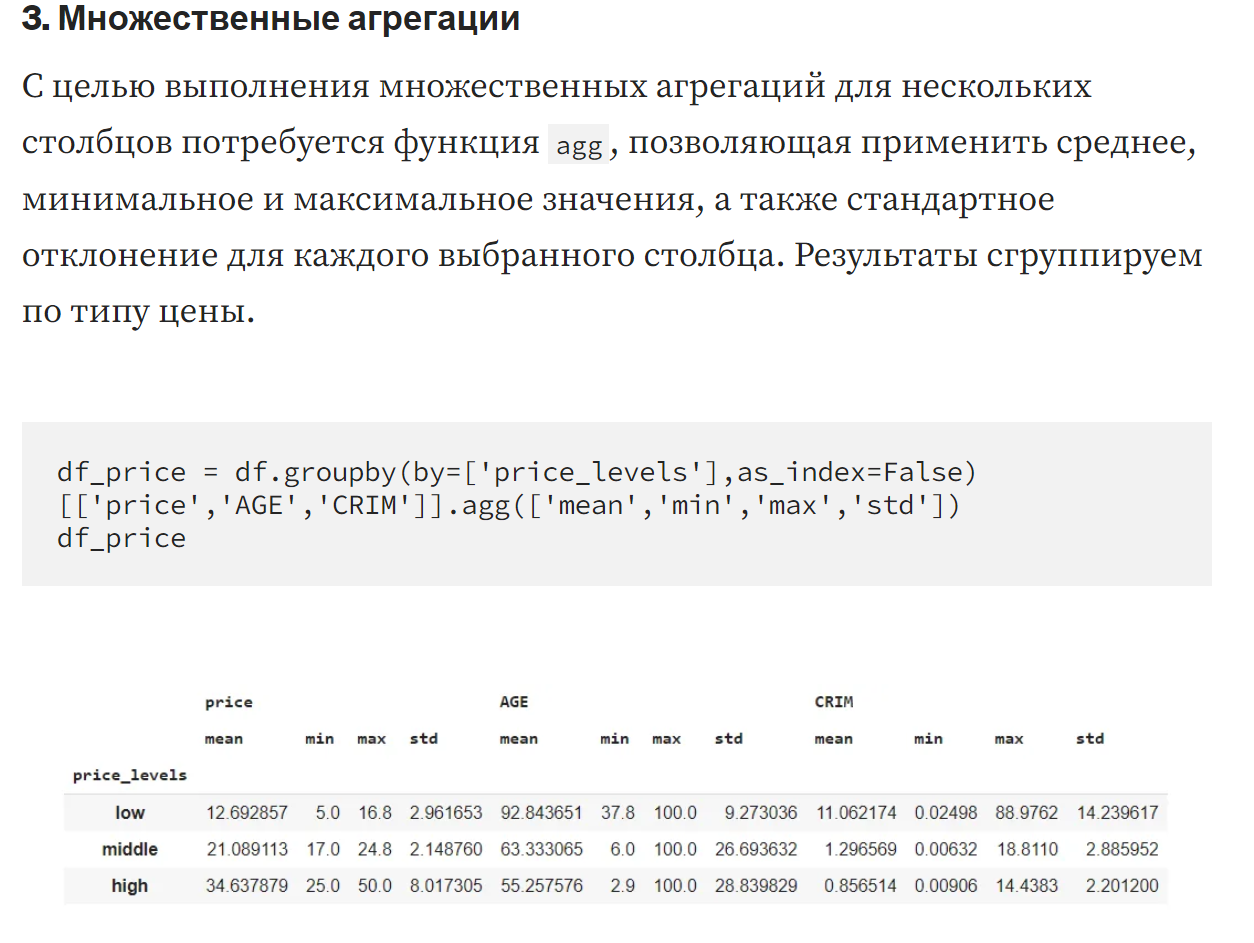 3. Множественные агрегации
С целью выполнения множественных агрегаций для нескольких
столбцов потребуется функция agg, позволяющая применить среднее,
минимальное и максимальное значения, а также стандартное
отклонение для каждого выбранного столбца. Результаты сгруппируем
по типу цены.
df_price = df.groupby(by=['price_levels'],as_index=False)
[['price','AGE','CRIM']].agg(['mean','min','max','std'])
df_price
price AGE CRIM
mean min max std mean min max std mean min max std
price_levels
low 12.692857 5.0 16.8 2.961653 92.843651 37.8 100.0 9.273036 11.062174 0.02498 88.9762 14.239617
middle 21.089113 17.0 24.8 2.148760 63.333065 6.0 100.0 26.693632 1.296569 0.00632 18.8110 2.885952
high 34.637879 25.0 50.0 8.017305 55.257576 2.9 100.0 28.839829 0.856514 0.00906 14.4383 2.201200